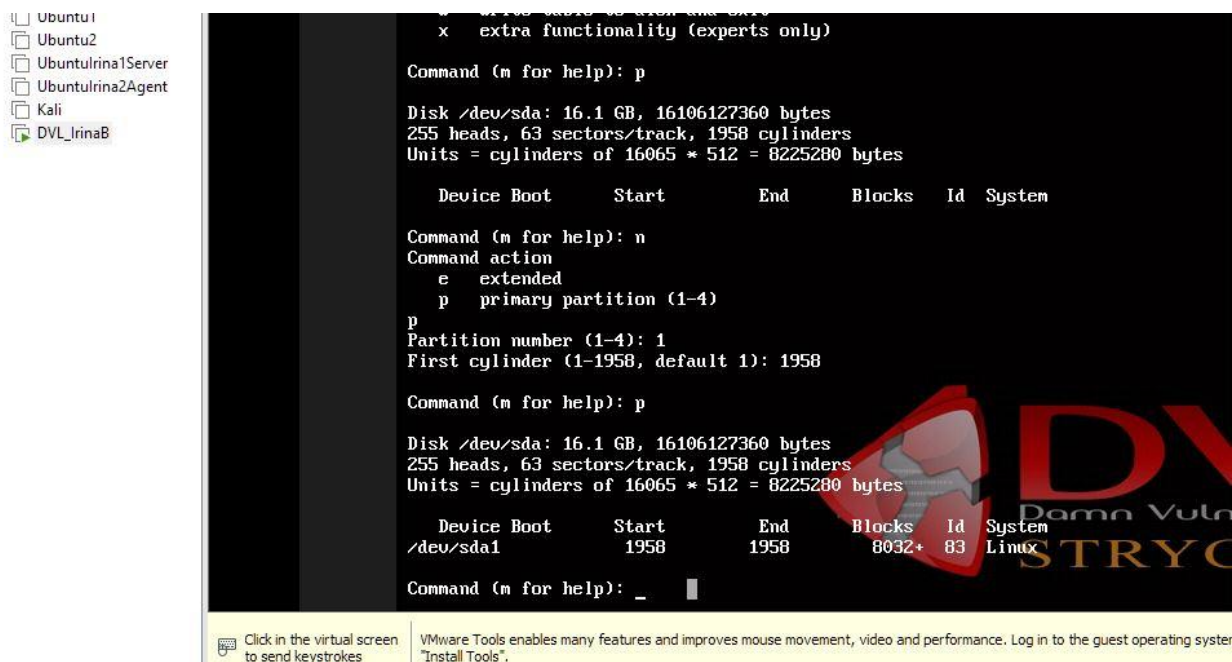 Ubuntu1
Ubuntu2
UbuntuIrina1Server
UbuntuIrina2Agent
Kali
DVL_IrinaB
x extra functionality (experts only)
Command (m for help): p
Disk /dev/sda: 16.1 GB, 16106127360 bytes
255 heads, 63 sectors/track, 1958 cylinders
Units = cylinders of 16065 * 512 = 8225280 bytes
Device Boot Start End Blocks Id System
Command (m for help): n
Command action
e extended
p primary partition (1-4)
p
Partition number (1-4): 1
First cylinder (1-1958, default 1): 1958
Command (m for help): p
Disk /dev/sda: 16.1 GB, 16106127360 bytes
255 heads, 63 sectors/track, 1958 cylinders
Units = cylinders of 16065 * 512 = 8225280 bytes
Device Boot Start End Blocks Id System
/dev/sda1 1958 1958 8032+ 83 Linux
Command (m for help): _
DV
Damn Vuln
STRYC
Click in the virtual screen
to send keystrokes
VMware Tools enables many features and improves mouse movement, video and performance. Log in to the guest operating system
"Install Tools".